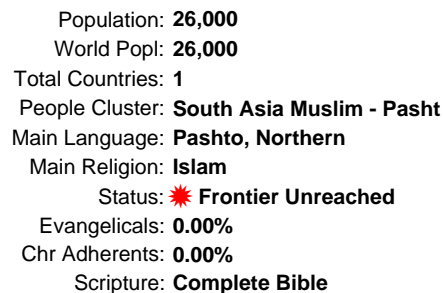 Population: 26,000
World Popl: 26,000
Total Countries: 1
People Cluster: South Asia Muslim - Pasht
Main Language: Pashto, Northern
Main Religion: Islam
Status: Frontier Unreached
Evangelicals: 0.00%
Chr Adherents: 0.00%
Scripture: Complete Bible